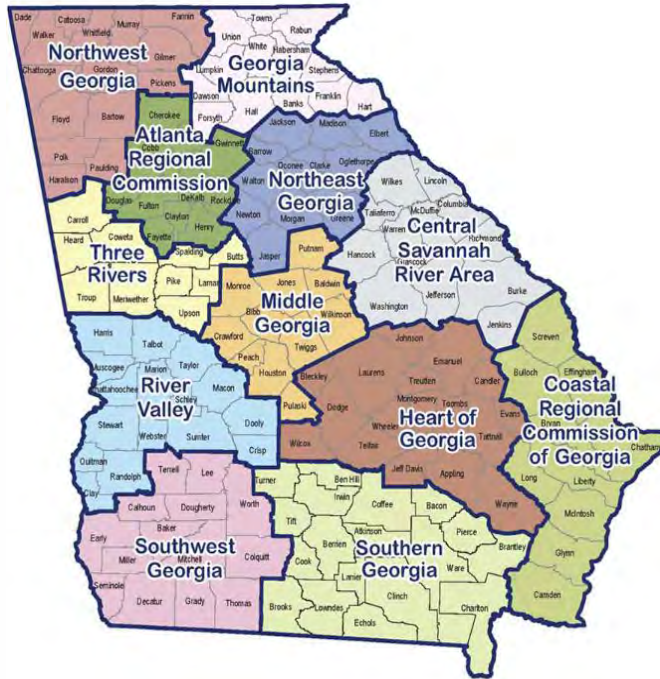 Dade
Catoosa
Murray
Fannin
Walker
Whitfield
Northwest
Georgia
Gilmer
Chattooga
Gordon
Pickens
Floyd
Bartow
Polk
Paulding
Haralson
Towns
Rabun
Union
White
Habersham
Georgia
Mountains
Lumpkin
Stephens
Dawson
Banks
Franklin
Hart
Forsyth
Hall
Cherokee
Cobb
Gwinnett
Atlanta
Regional
Commission
DeKalb
Rockdale
Douglas
Fulton
Clayton
Henry
Fayette
Jackson
Madison
Elbert
Barrow
Oconee
Clarke
Oglethorpe
Walton
Northeast
Georgia
Newton
Morgan
Greene
Jasper
Wilkes
Lincoln
Columbia
Taliaferro
McDuffie
Warren
Richmond
Central
Savannah
River Area
Hancock
Glascock
Burke
Washington
Jefferson
Jenkins
Carroll
Heard
Coweta
Spalding
Butts
Three
Rivers
Pike
Lamar
Troup
Meriwether
Upson
Putnam
Monroe
Jones
Baldwin
Middle
Georgia
Bibb
Wilkinson
Crawford
Twiggs
Peach
Houston
Pulaski
Harris
Talbot
Muscogee
Marion
Taylor
Chattahoochee
Macon
River
Valley
Schley
Stewart
Webster
Sumter
Dooly
Crisp
Quitman
Randolph
Clay
Johnson
Emanuel
Bleckley
Laurens
Treutlen
Candler
Dodge
Montgomery
Toombs
Evans
Wheeler
Heart of
Georgia
Tattnall
Wilcox
Telfair
Jeff Davis
Appling
Wayne
Screven
Bulloch
Effingham
Coastal
Regional
Commission
of Georgia
Bryan
Chatham
Long
Liberty
McIntosh
Glynn
Camden
Terrell
Lee
Calhoun
Dougherty
Worth
Baker
Early
Miller
Mitchell
Colquitt
Southwest
Georgia
Seminole
Decatur
Grady
Thomas
Turner
Ben Hill
Irwin
Coffee
Bacon
Tift
Atkinson
Pierce
Berrien
Brantley
Southern
Georgia
Cook
Lanier
Ware
Clinch
Brooks
Lowndes
Charlton
Echols